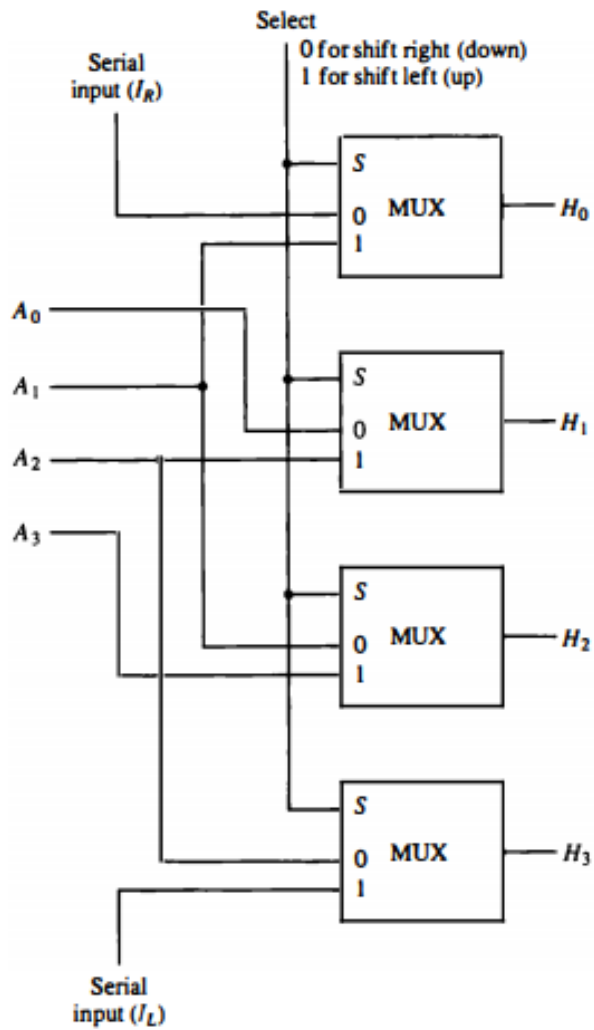 Select
0 for shift right (down)
1 for shift left (up)
Serial
input (I_R)
S
MUX
0
1
H_0
A_0
A_1
A_2
A_3
S
MUX
0
1
H_1
S
MUX
0
1
H_2
S
MUX
0
1
H_3
Serial
input (I_L)